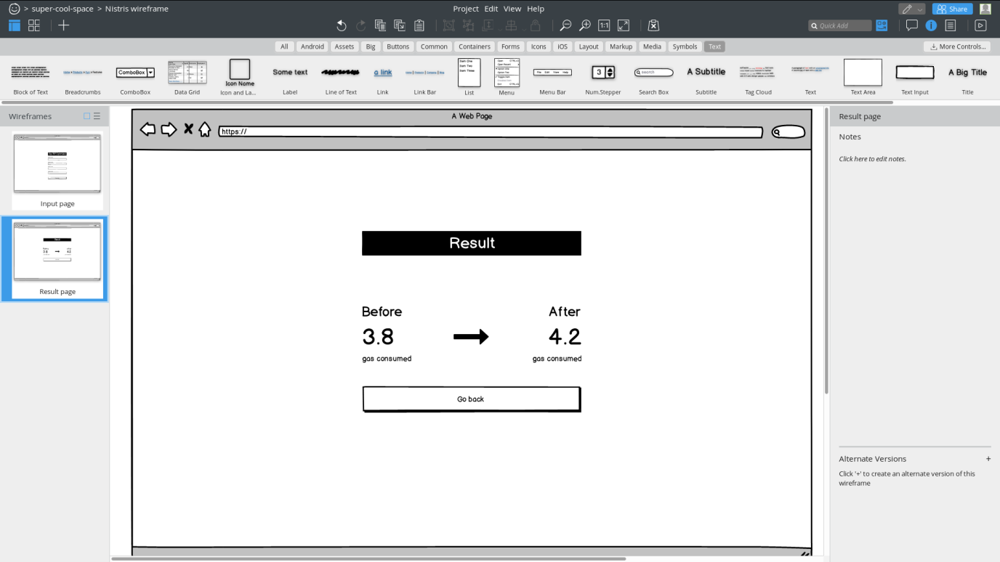 > super-cool-space > Nistris wireframe
Project Edit View Help
Share
1:1
Quick Add
All Android Assets Big Buttons Common Containers Forms Icons iOS Layout Markup Media Symbols Text
More Controls...
ComboBox
Icon Name
Some text
a link
Item One
Item Two
Item Three
File Edit View Help
3
search
A Subtitle
A Big Title
Block of Text Breadcrumbs ComboBox Data Grid Icon and La... Label Line of Text Link Link Bar List Menu Menu Bar Num.Stepper Search Box Subtitle Tag Cloud Text Text Area Text Input Title
Wireframes
Input page
Result page
A Web Page
https://
Result
Before After
3.8 4.2
gas consumed gas consumed
Go back
Result page
Notes
Click here to edit notes.
Alternate Versions +
Click '+' to create an alternate version of this
wireframe